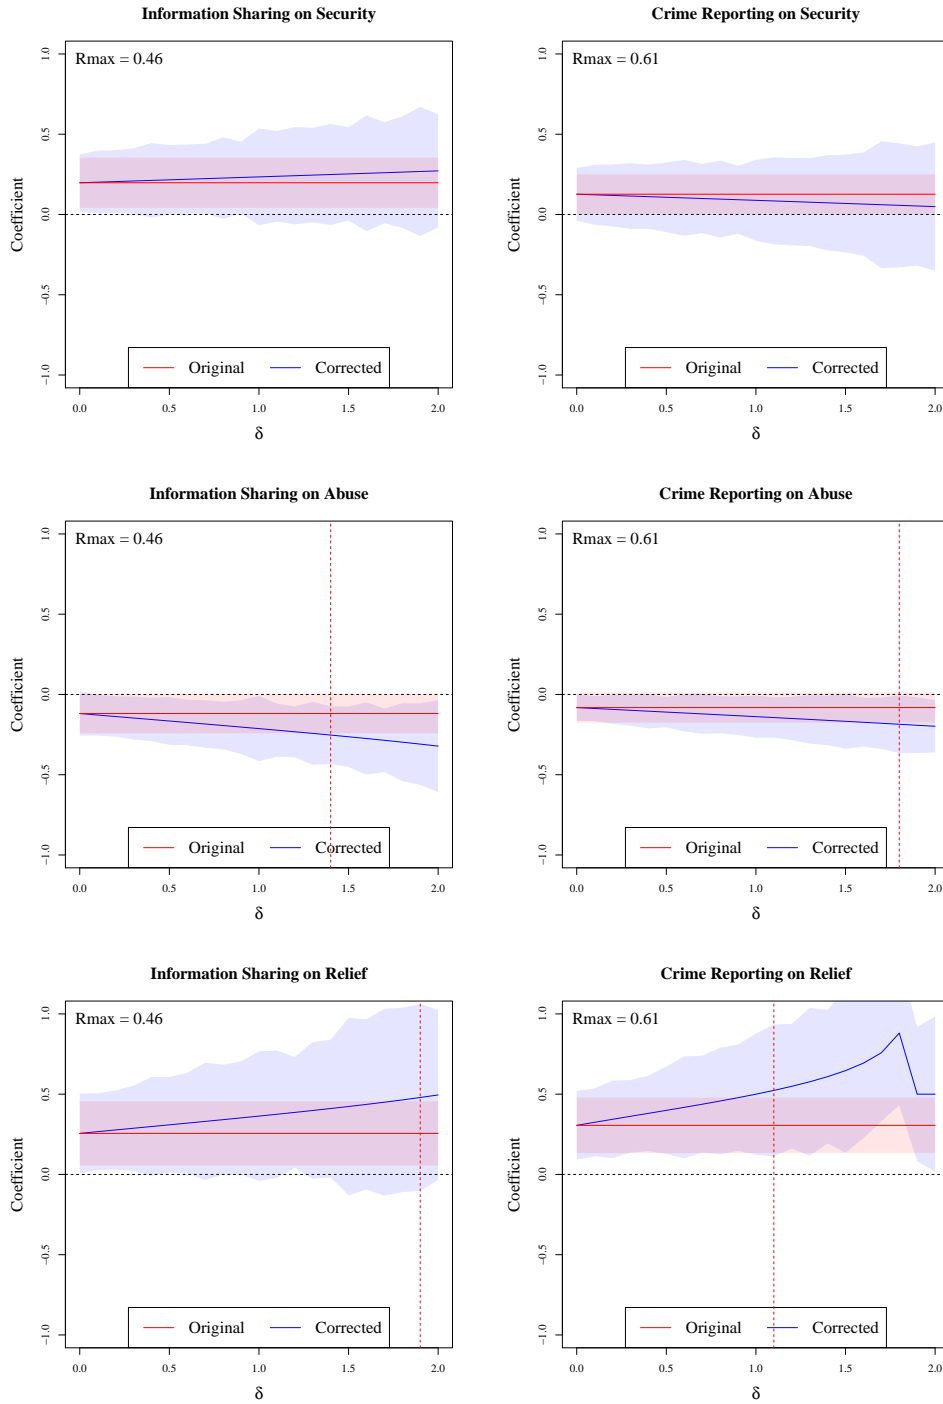 Information Sharing on Security
Rmax = 0.46
Coefficient
1.0
0.5
0.0
−0.5
−1.0
Original
Corrected
0.0 0.5 1.0 1.5 2.0
δ
Crime Reporting on Security
Rmax = 0.61
Coefficient
1.0
0.5
0.0
−0.5
−1.0
Original
Corrected
0.0 0.5 1.0 1.5 2.0
δ
Information Sharing on Abuse
Rmax = 0.46
Coefficient
1.0
0.5
0.0
−0.5
−1.0
Original
Corrected
0.0 0.5 1.0 1.5 2.0
δ
Crime Reporting on Abuse
Rmax = 0.61
Coefficient
1.0
0.5
0.0
−0.5
−1.0
Original
Corrected
0.0 0.5 1.0 1.5 2.0
δ
Information Sharing on Relief
Rmax = 0.46
Coefficient
1.0
0.5
0.0
−0.5
−1.0
Original
Corrected
0.0 0.5 1.0 1.5 2.0
δ
Crime Reporting on Relief
Rmax = 0.61
Coefficient
1.0
0.5
0.0
−0.5
−1.0
Original
Corrected
0.0 0.5 1.0 1.5 2.0
δ